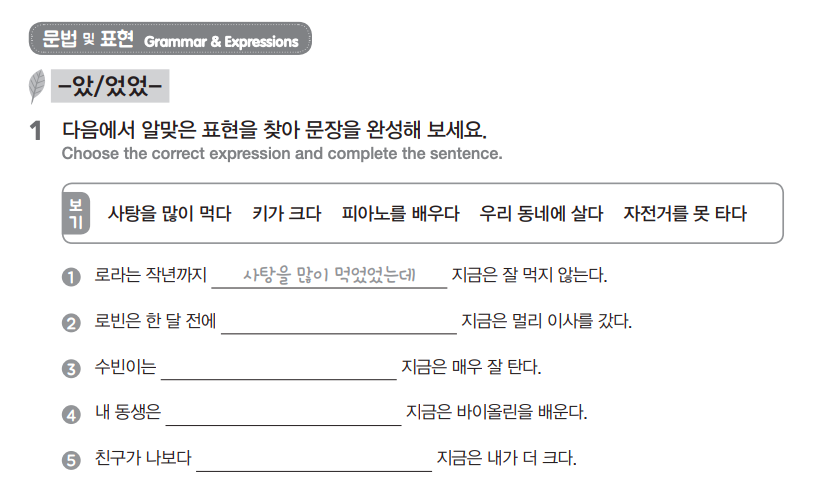 문법 및 표현 Grammar & Expressions
–았/었었–
1 다음에서 알맞은 표현을 찾아 문장을 완성해 보세요.
Choose the correct expression and complete the sentence.
보기 사탕을 많이 먹다 키가 크다 피아노를 배우다 우리 동네에 살다 자전거를 못 타다
1 로라는 작년까지 사탕을 많이 먹었었는데 지금은 잘 먹지 않는다.
2 로빈은 한 달 전에 지금은 멀리 이사를 갔다.
3 수빈이는 지금은 매우 잘 탄다.
4 내 동생은 지금은 바이올린을 배운다.
5 친구가 나보다 지금은 내가 더 크다.